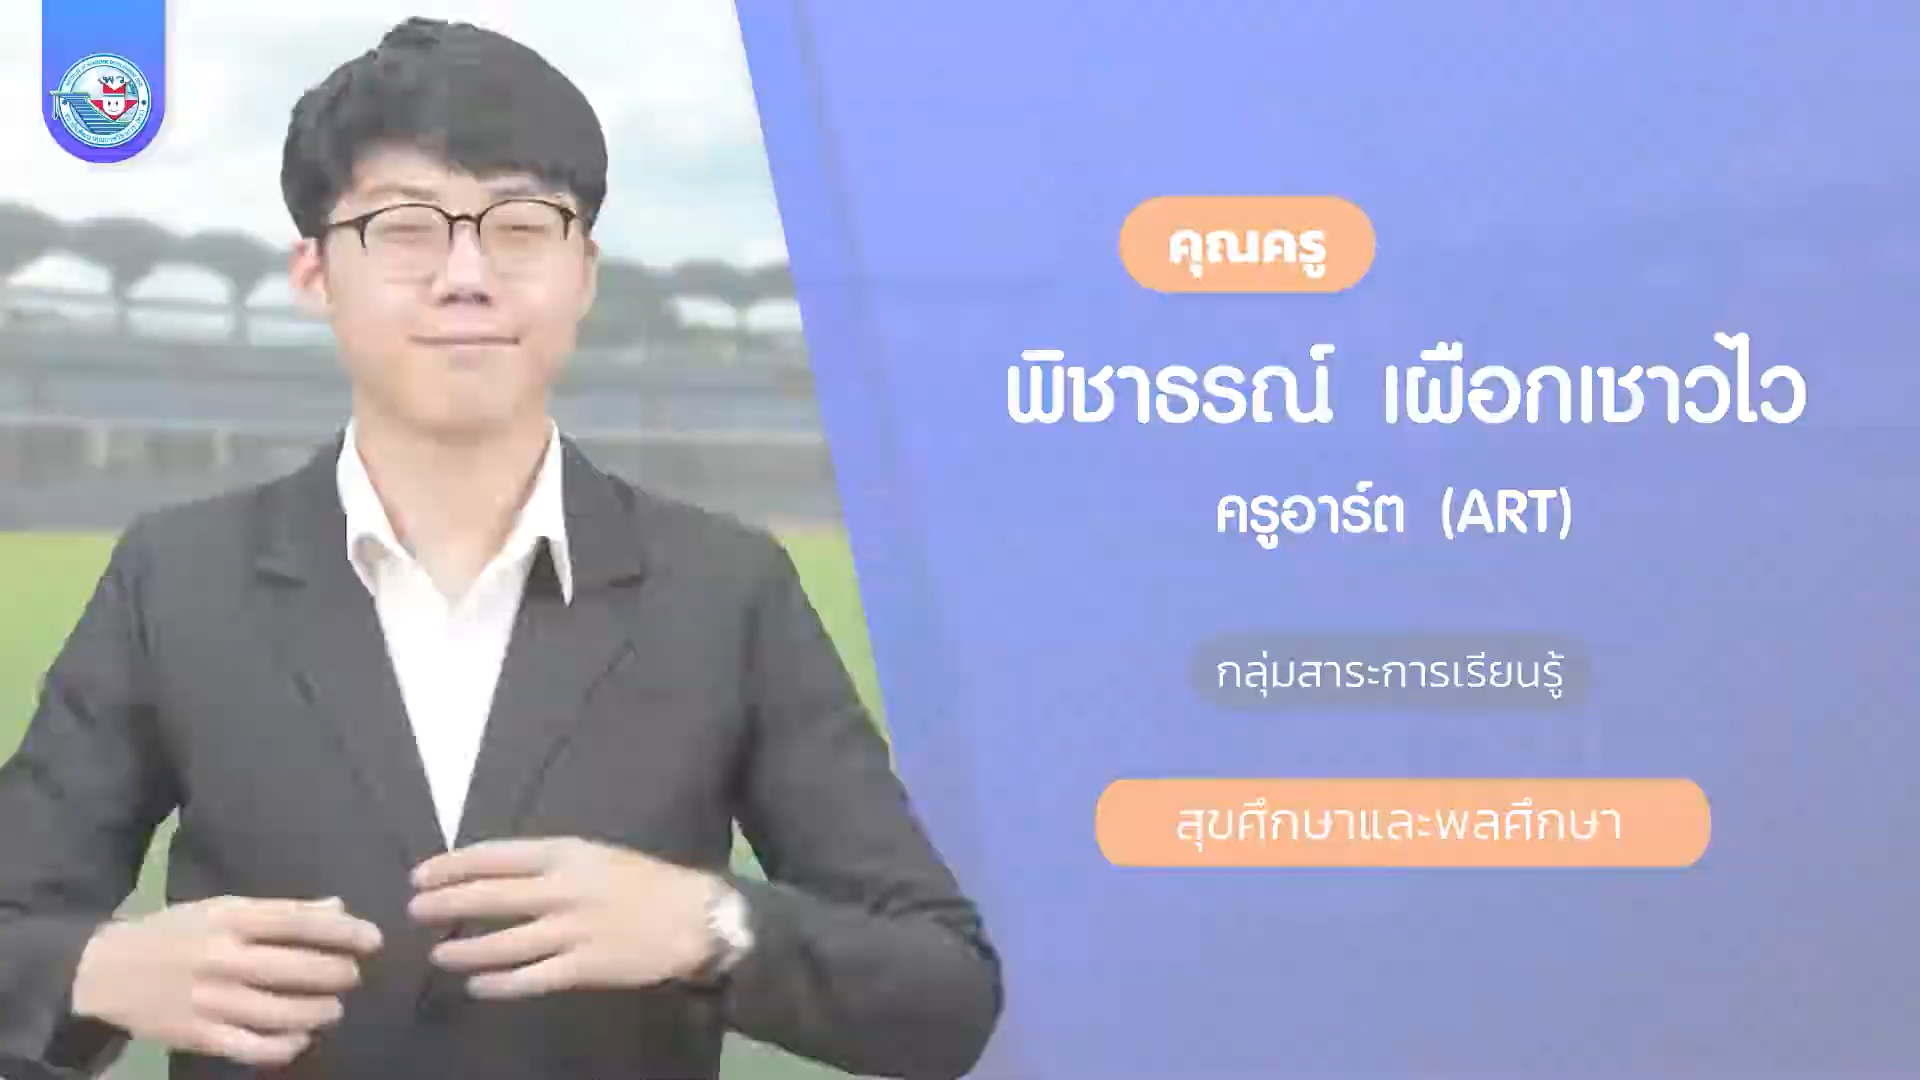 พว
คุณครู
พิชาธรณ์ เผือกเชาวไว
ครูอาร์ต (ART)
กลุ่มสาระการเรียนรู้
สุขศึกษาและพลศึกษา